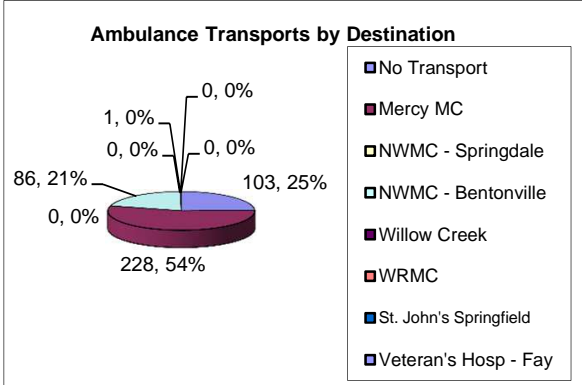 Ambulance Transports by Destination
0, 0%
1, 0%
0, 0%
0, 0%
86, 21%
103, 25%
0, 0%
228, 54%
No Transport
Mercy MC
NWMC - Springdale
NWMC - Bentonville
Willow Creek
WRMC
St. John's Springfield
Veteran's Hosp - Fay